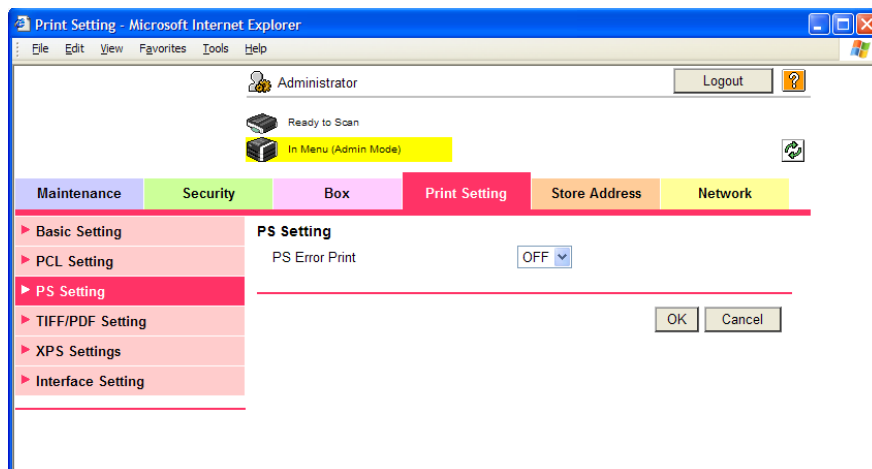 Print Setting - Microsoft Internet Explorer
File Edit View Favorites Tools Help
Administrator
Logout
?
Ready to Scan
In Menu (Admin Mode)
Maintenance Security Box Print Setting Store Address Network
Basic Setting
PCL Setting
PS Setting
TIFF/PDF Setting
XPS Settings
Interface Setting
PS Setting
PS Error Print OFF
OK Cancel